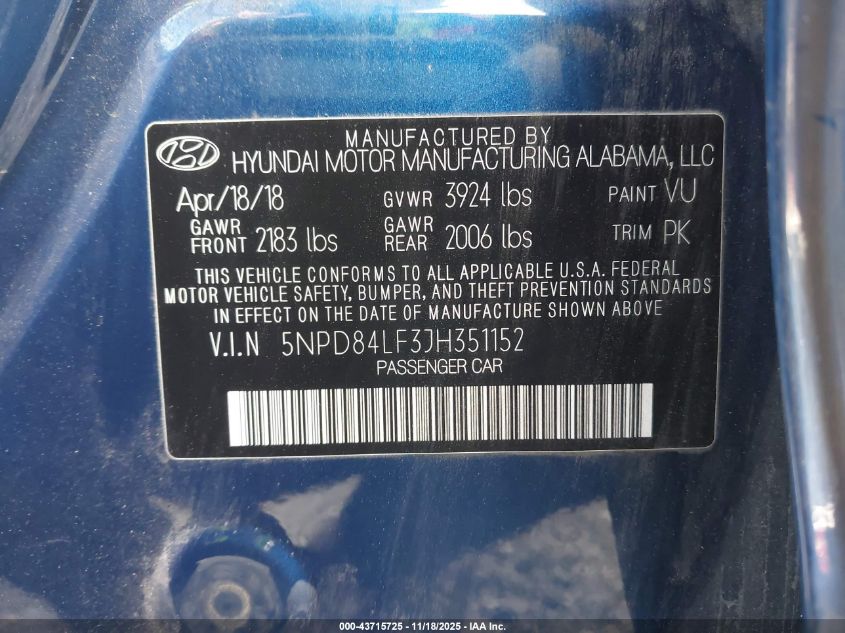 MANUFACTURED BY
HYUNDAI MOTOR MANUFACTURING ALABAMA, LLC
Apr/18/18 GVWR 3924 lbs PAINT VU
GAWR FRONT 2183 lbs GAWR REAR 2006 lbs TRIM PK
THIS VEHICLE CONFORMS TO ALL APPLICABLE U.S.A. FEDERAL
MOTOR VEHICLE SAFETY, BUMPER, AND THEFT PREVENTION STANDARDS
IN EFFECT ON THE DATE OF MANUFACTURE SHOWN ABOVE
V.I.N 5NPD84LF3JH351152
PASSENGER CAR
000-43715725 - 11/18/2025 - IAA Inc.